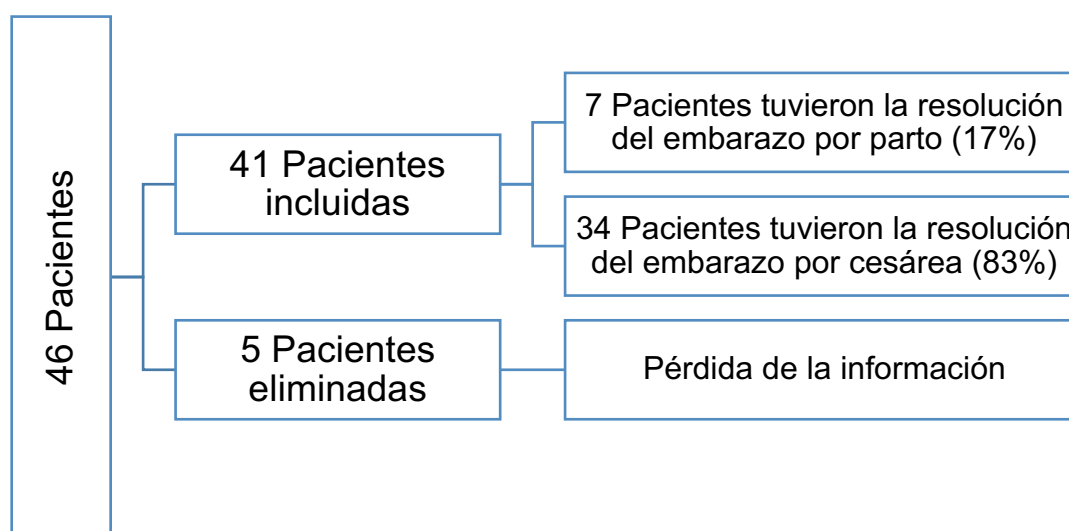 46 Pacientes
41 Pacientes
incluidas
7 Pacientes tuvieron la resolución
del embarazo por parto (17%)
34 Pacientes tuvieron la resolución
del embarazo por cesárea (83%)
5 Pacientes
eliminadas
Pérdida de la información